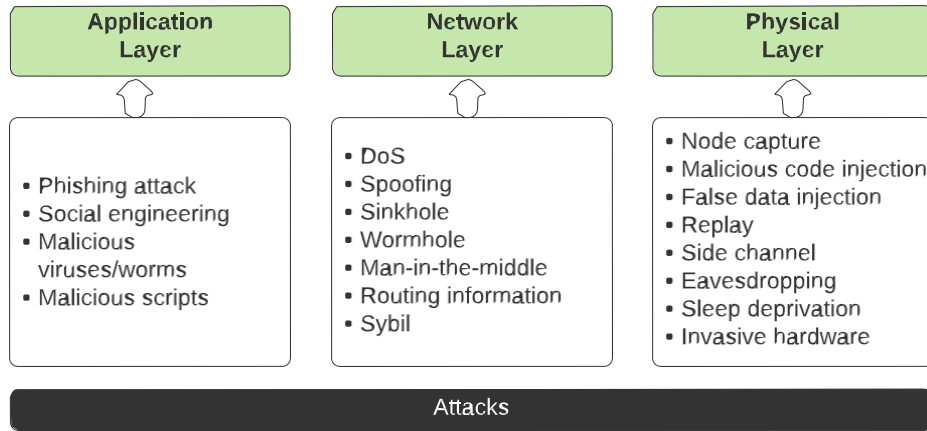 Application
Layer
Network
Layer
Physical
Layer
• Phishing attack
• Social engineering
• Malicious
viruses/worms
• Malicious scripts
• DoS
• Spoofing
• Sinkhole
• Wormhole
• Man-in-the-middle
• Routing information
• Sybil
• Node capture
• Malicious code injection
• False data injection
• Replay
• Side channel
• Eavesdropping
• Sleep deprivation
• Invasive hardware
Attacks